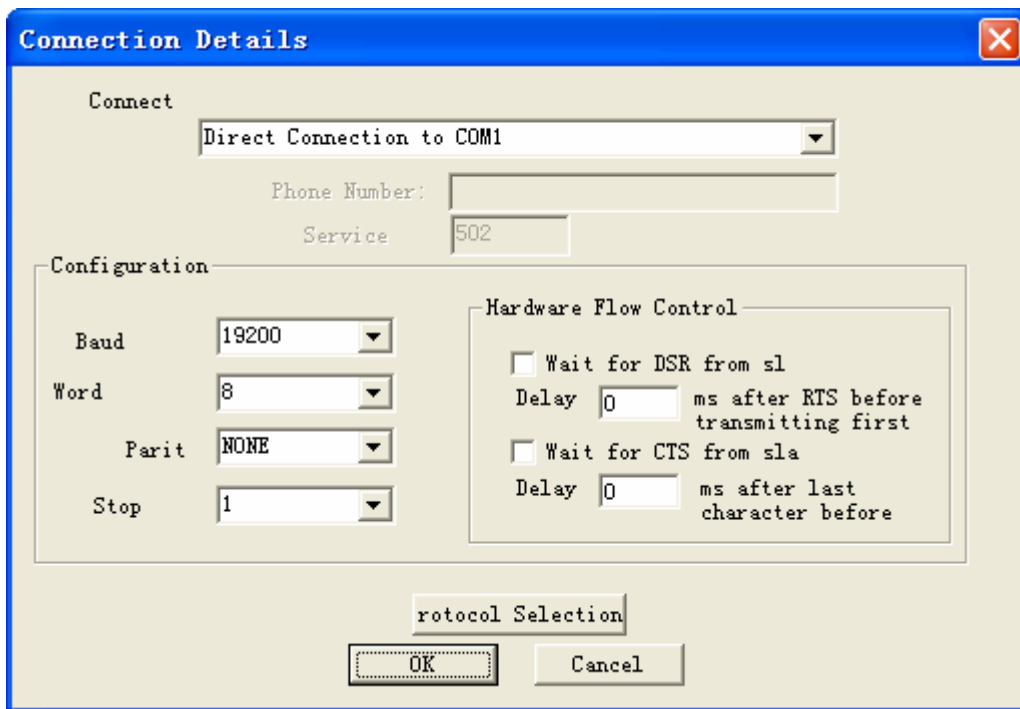 Connection Details
Connect
Direct Connection to COM1
Phone Number:
Service 502
Configuration
Baud 19200
Word 8
Parit NONE
Stop 1
Hardware Flow Control
Wait for DSR from sl
Delay 0 ms after RTS before
transmitting first
Wait for CTS from sla
Delay 0 ms after last
character before
rotocol Selection
OK Cancel